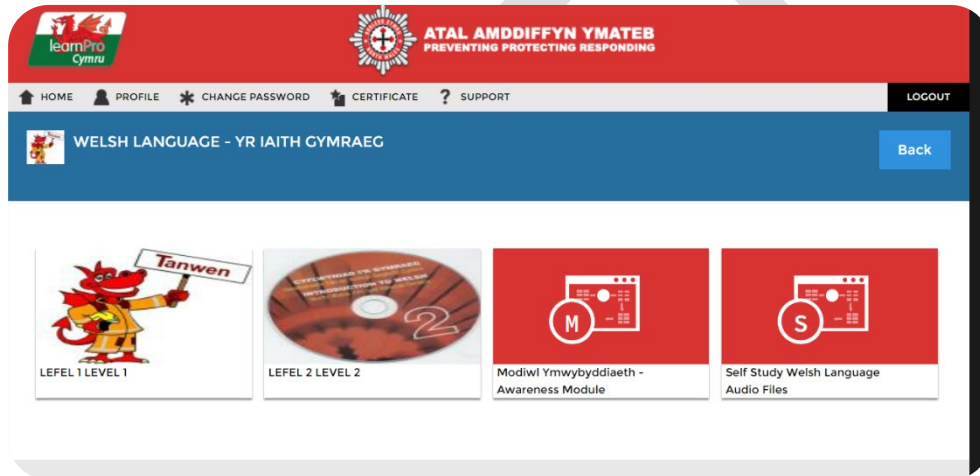 learnPro
Cymru
ATAL AMDDIFFYN YMATEB
PREVENTING PROTECTING RESPONDING
HOME PROFILE CHANGE PASSWORD CERTIFICATE ? SUPPORT
LOGOUT
WELSH LANGUAGE - YR IAITH GYMRAEG
Back
Tanwen
CYFLWYNIAD I'R GYMRAEG
INTRODUCTION TO WELSH
2
M
S
LEFEL 1 LEVEL 1
LEFEL 2 LEVEL 2
Modiwl Ymwybyddiaeth -
Awareness Module
Self Study Welsh Language
Audio Files